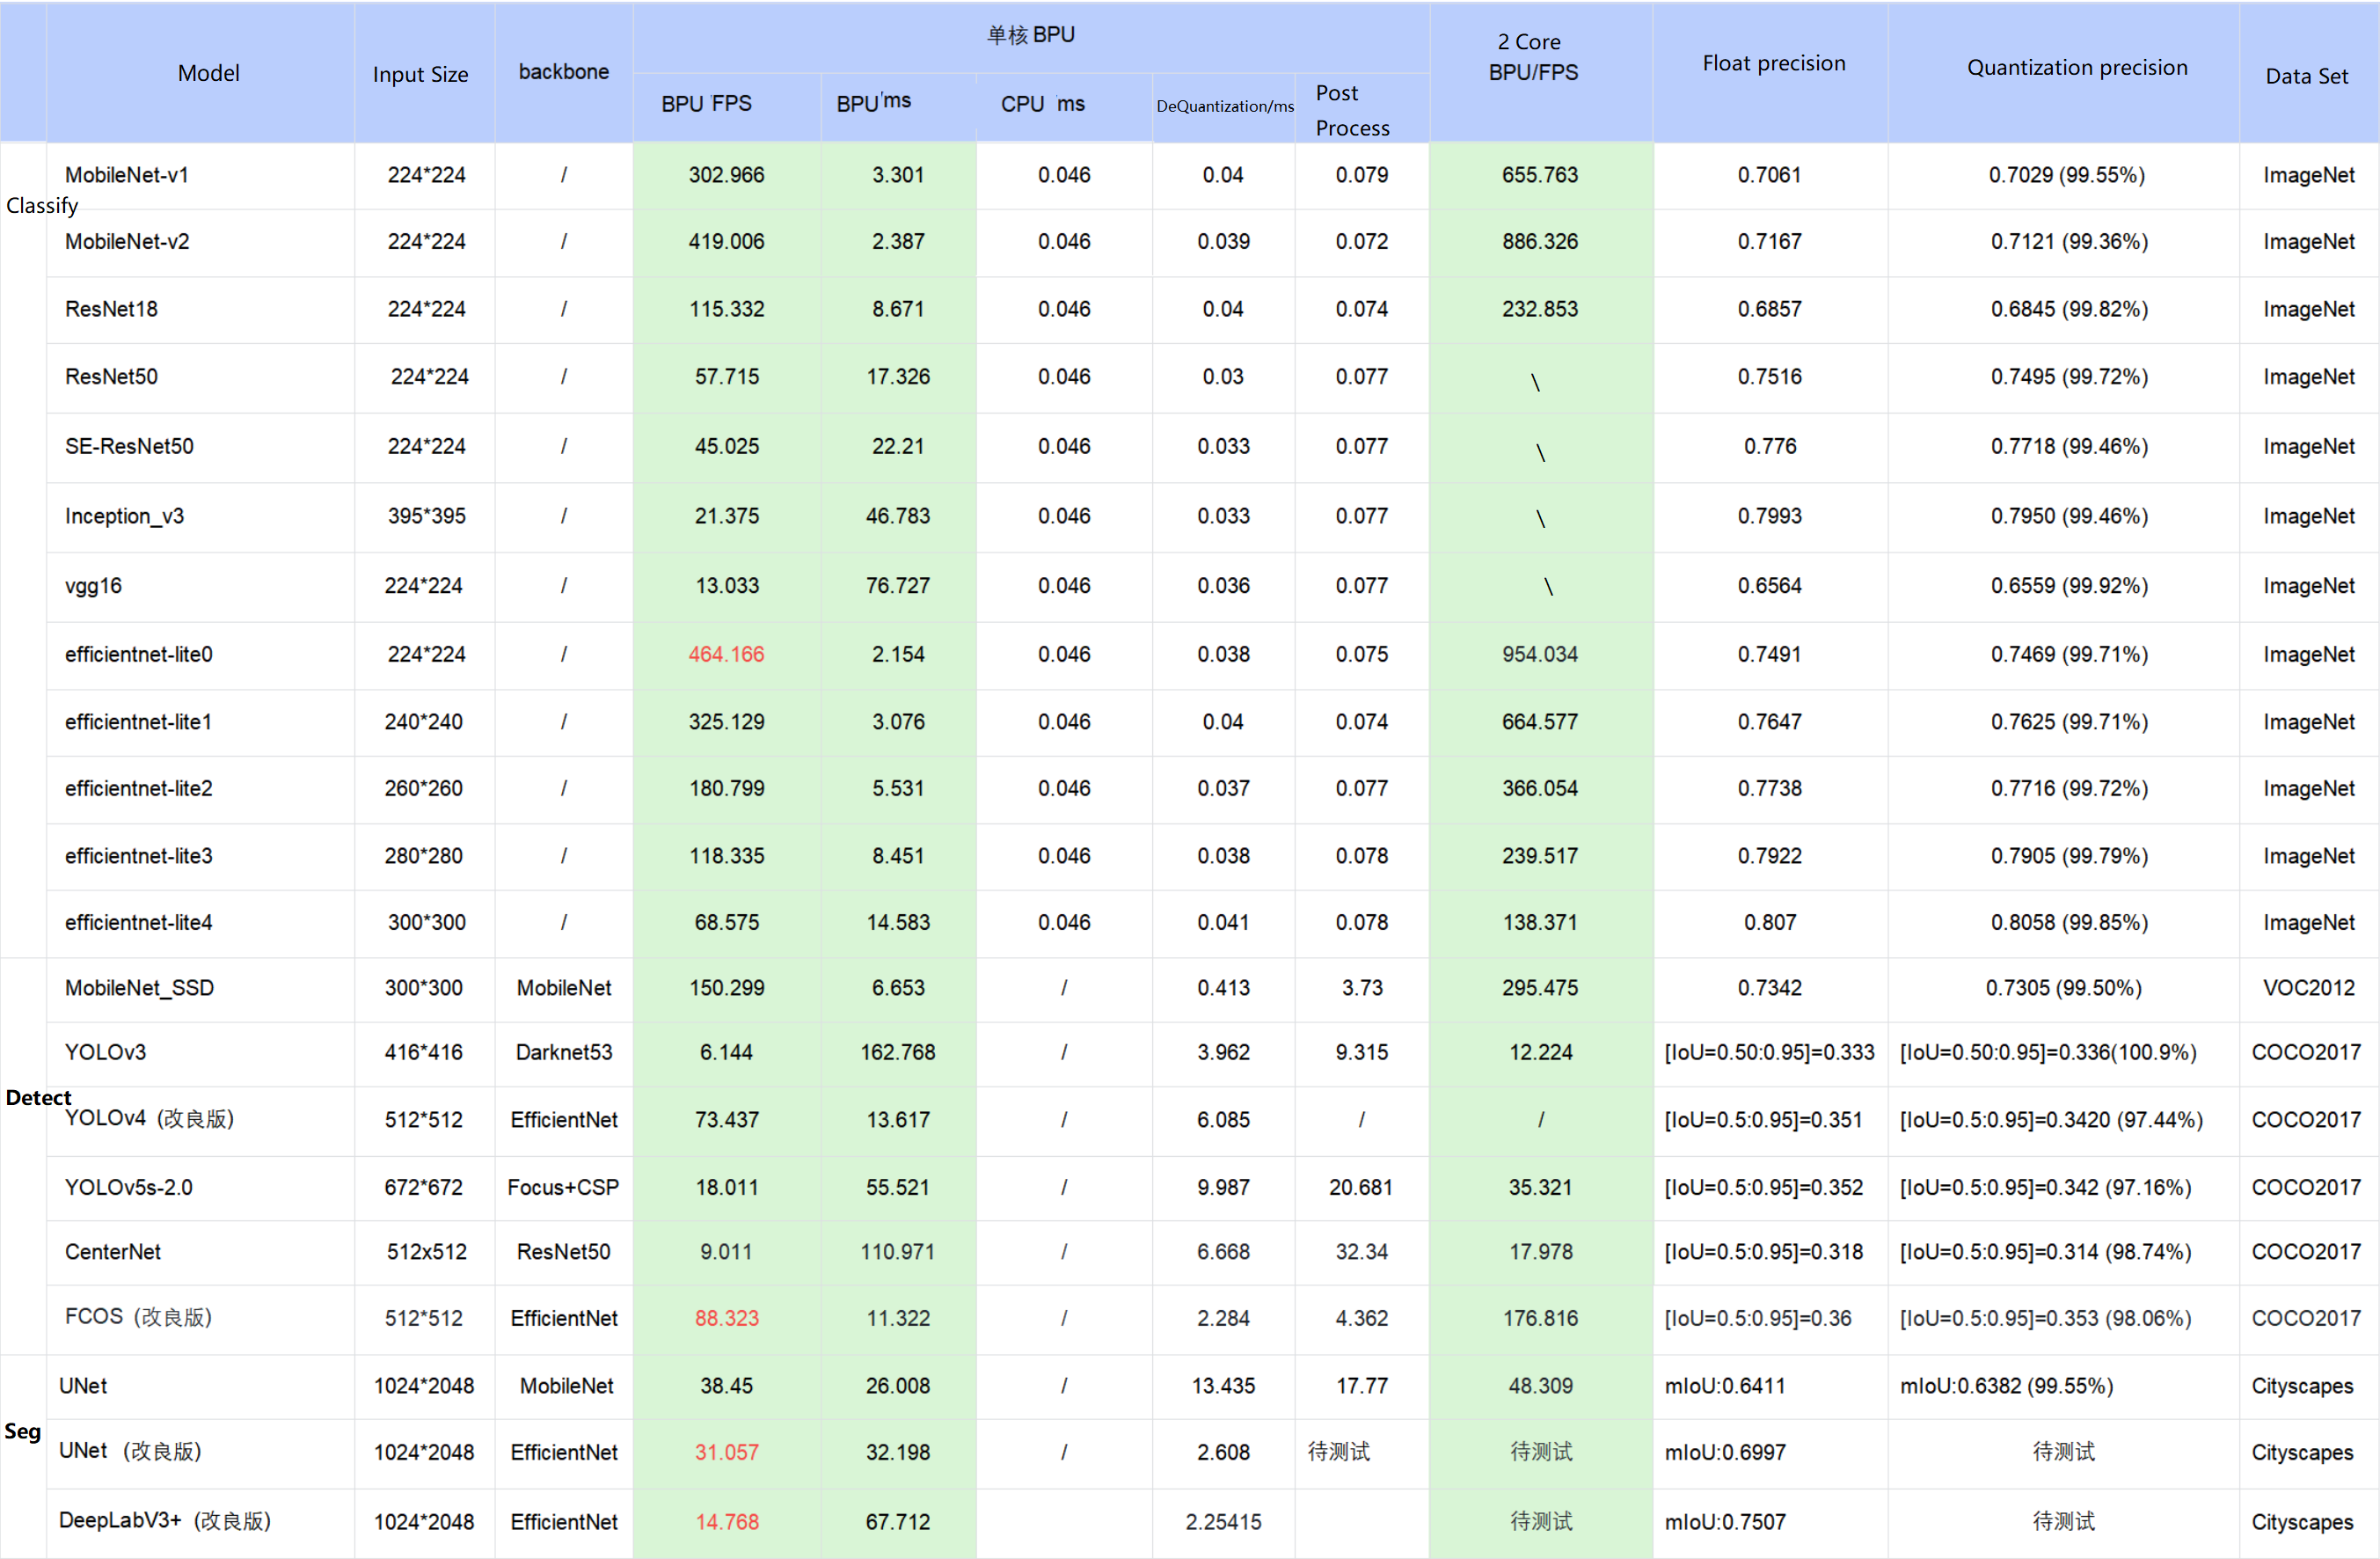 单核 BPU
Model Input Size backbone 2 Core BPU/FPS Float precision Quantization precision Data Set
BPU 'FPS BPU'ms CPU 'ms DeQuantization/ms Post Process
Classify
MobileNet-v1 224*224 / 302.966 3.301 0.046 0.04 0.079 655.763 0.7061 0.7029 (99.55%) ImageNet
MobileNet-v2 224*224 / 419.006 2.387 0.046 0.039 0.072 886.326 0.7167 0.7121 (99.36%) ImageNet
ResNet18 224*224 / 115.332 8.671 0.046 0.04 0.074 232.853 0.6857 0.6845 (99.82%) ImageNet
ResNet50 224*224 / 57.715 17.326 0.046 0.03 0.077 \ 0.7516 0.7495 (99.72%) ImageNet
SE-ResNet50 224*224 / 45.025 22.21 0.046 0.033 0.077 \ 0.776 0.7718 (99.46%) ImageNet
Inception_v3 395*395 / 21.375 46.783 0.046 0.033 0.077 \ 0.7993 0.7950 (99.46%) ImageNet
vgg16 224*224 / 13.033 76.727 0.046 0.036 0.077 \ 0.6564 0.6559 (99.92%) ImageNet
efficientnet-lite0 224*224 / 464.166 2.154 0.046 0.038 0.075 954.034 0.7491 0.7469 (99.71%) ImageNet
efficientnet-lite1 240*240 / 325.129 3.076 0.046 0.04 0.074 664.577 0.7647 0.7625 (99.71%) ImageNet
efficientnet-lite2 260*260 / 180.799 5.531 0.046 0.037 0.077 366.054 0.7738 0.7716 (99.72%) ImageNet
efficientnet-lite3 280*280 / 118.335 8.451 0.046 0.038 0.078 239.517 0.7922 0.7905 (99.79%) ImageNet
efficientnet-lite4 300*300 / 68.575 14.583 0.046 0.041 0.078 138.371 0.807 0.8058 (99.85%) ImageNet
MobileNet_SSD 300*300 MobileNet 150.299 6.653 / 0.413 3.73 295.475 0.7342 0.7305 (99.50%) VOC2012
YOLOv3 416*416 Darknet53 6.144 162.768 / 3.962 9.315 12.224 [IoU=0.50:0.95]=0.333 [IoU=0.50:0.95]=0.336(100.9%) COCO2017
Detect
YOLOv4 (改良版) 512*512 EfficientNet 73.437 13.617 / 6.085 / / [IoU=0.5:0.95]=0.351 [IoU=0.5:0.95]=0.3420 (97.44%) COCO2017
YOLOv5s-2.0 672*672 Focus+CSP 18.011 55.521 / 9.987 20.681 35.321 [IoU=0.5:0.95]=0.352 [IoU=0.5:0.95]=0.342 (97.16%) COCO2017
CenterNet 512x512 ResNet50 9.011 110.971 / 6.668 32.34 17.978 [IoU=0.5:0.95]=0.318 [IoU=0.5:0.95]=0.314 (98.74%) COCO2017
FCOS (改良版) 512*512 EfficientNet 88.323 11.322 / 2.284 4.362 176.816 [IoU=0.5:0.95]=0.36 [IoU=0.5:0.95]=0.353 (98.06%) COCO2017
UNet 1024*2048 MobileNet 38.45 26.008 / 13.435 17.77 48.309 mIoU:0.6411 mIoU:0.6382 (99.55%) Cityscapes
Seg
UNet (改良版) 1024*2048 EfficientNet 31.057 32.198 / 2.608 待测试 待测试 mIoU:0.6997 待测试 Cityscapes
DeepLabV3+ (改良版) 1024*2048 EfficientNet 14.768 67.712 2.25415 待测试 mIoU:0.7507 待测试 Cityscapes